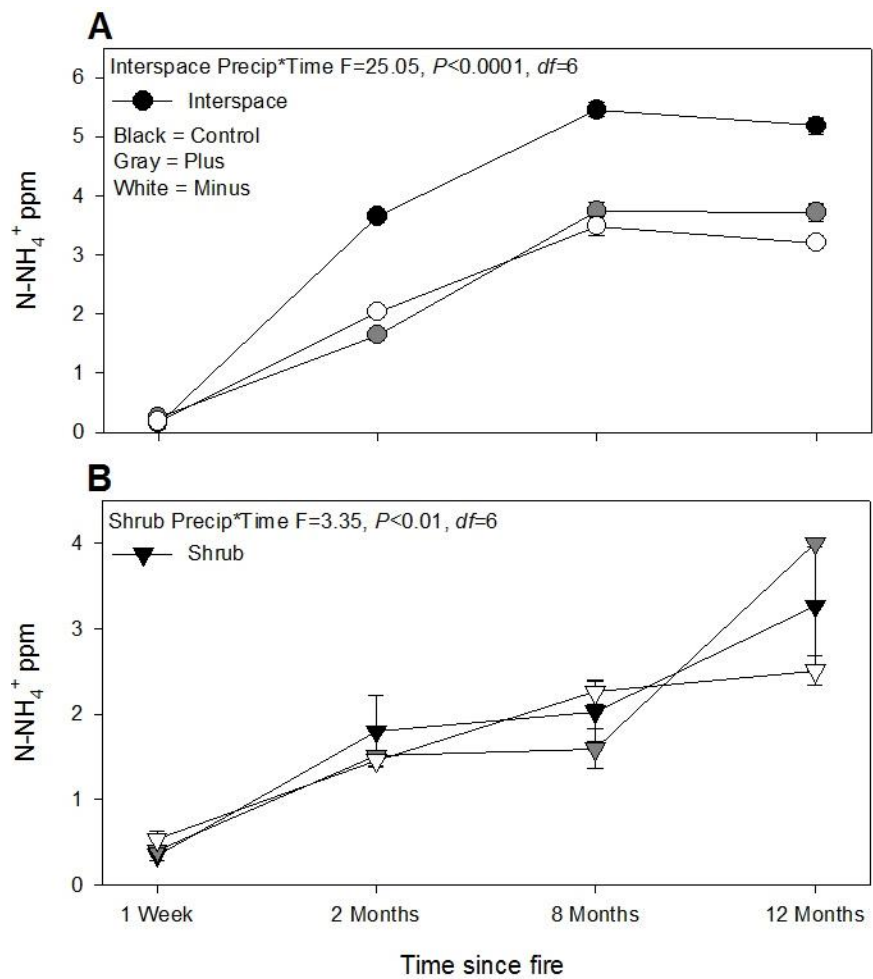 A
Interspace Precip*Time F=25.05, P<0.0001, df=6
Interspace
Black = Control
Gray = Plus
White = Minus
6
5
4
3
2
1
0
N-NH₄⁺ ppm
B
Shrub Precip*Time F=3.35, P<0.01, df=6
Shrub
4
3
2
1
0
N-NH₄⁺ ppm
1 Week 2 Months 8 Months 12 Months
Time since fire